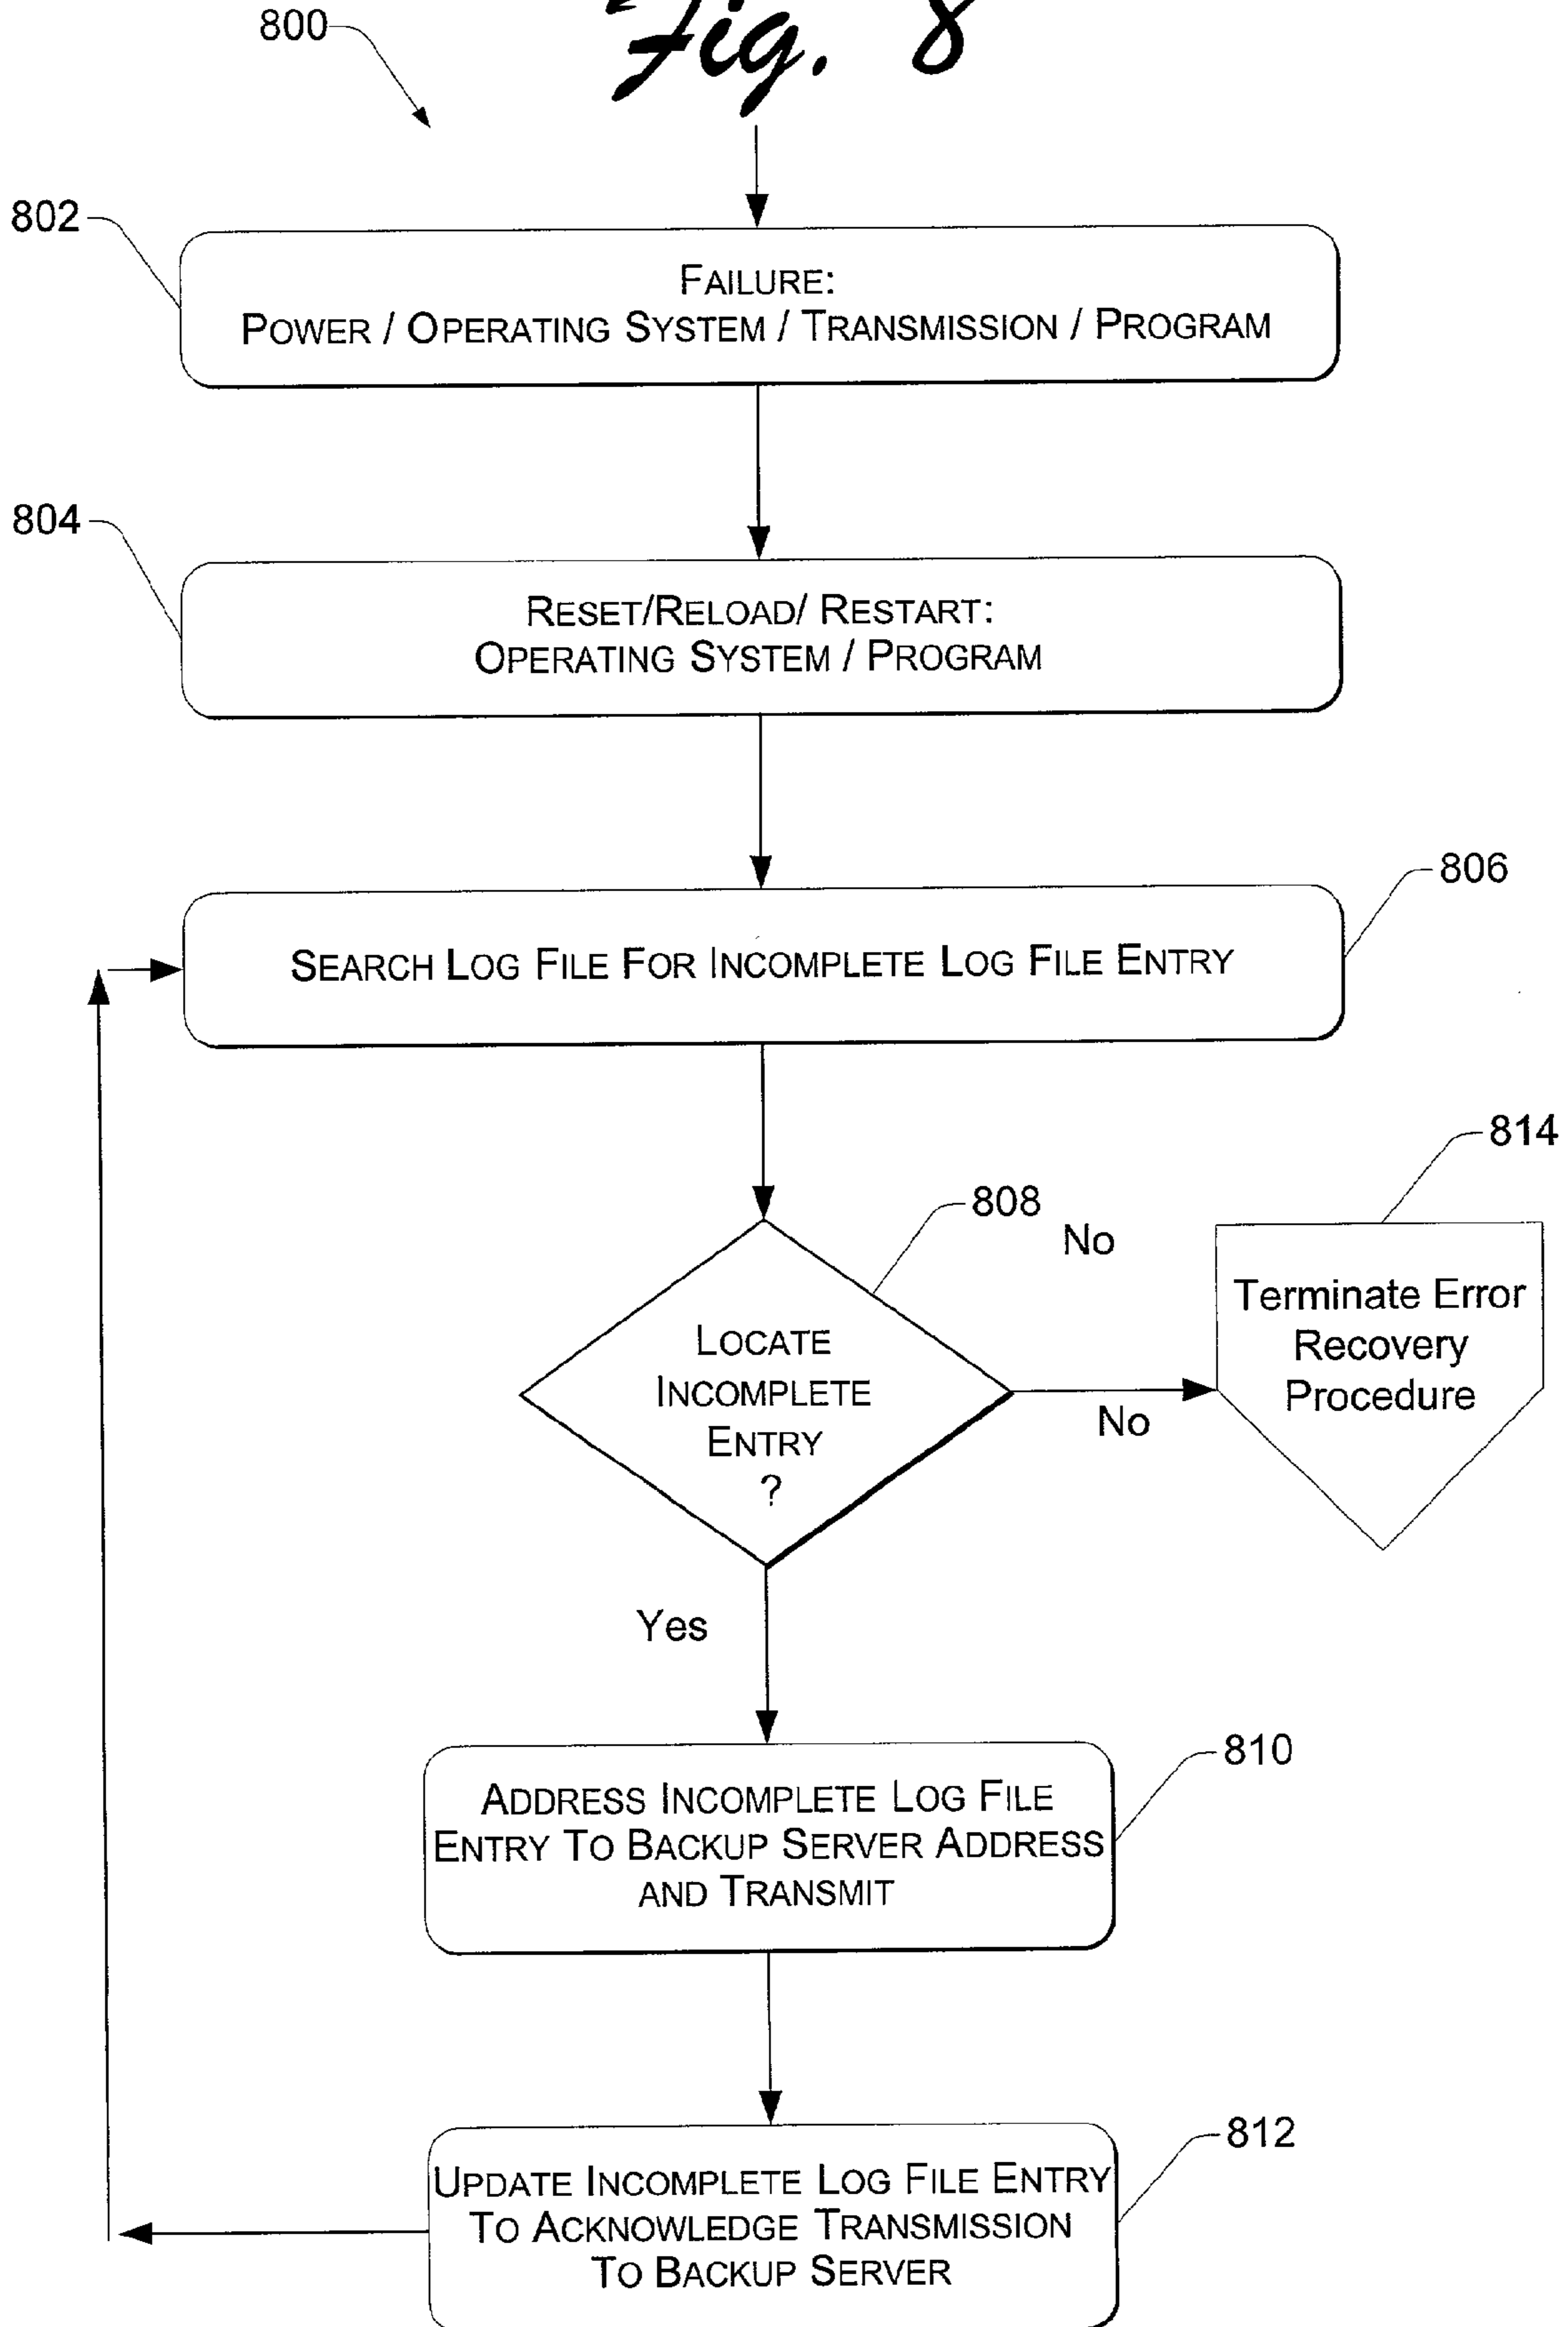 Fig. 8
800
802
FAILURE:
POWER / OPERATING SYSTEM / TRANSMISSION / PROGRAM
804
RESET/RELOAD/ RESTART:
OPERATING SYSTEM / PROGRAM
806
SEARCH LOG FILE FOR INCOMPLETE LOG FILE ENTRY
814
808
No
Terminate Error
Recovery
Procedure
LOCATE
INCOMPLETE
ENTRY
?
No
Yes
810
ADDRESS INCOMPLETE LOG FILE
ENTRY TO BACKUP SERVER ADDRESS
AND TRANSMIT
812
UPDATE INCOMPLETE LOG FILE ENTRY
TO ACKNOWLEDGE TRANSMISSION
TO BACKUP SERVER